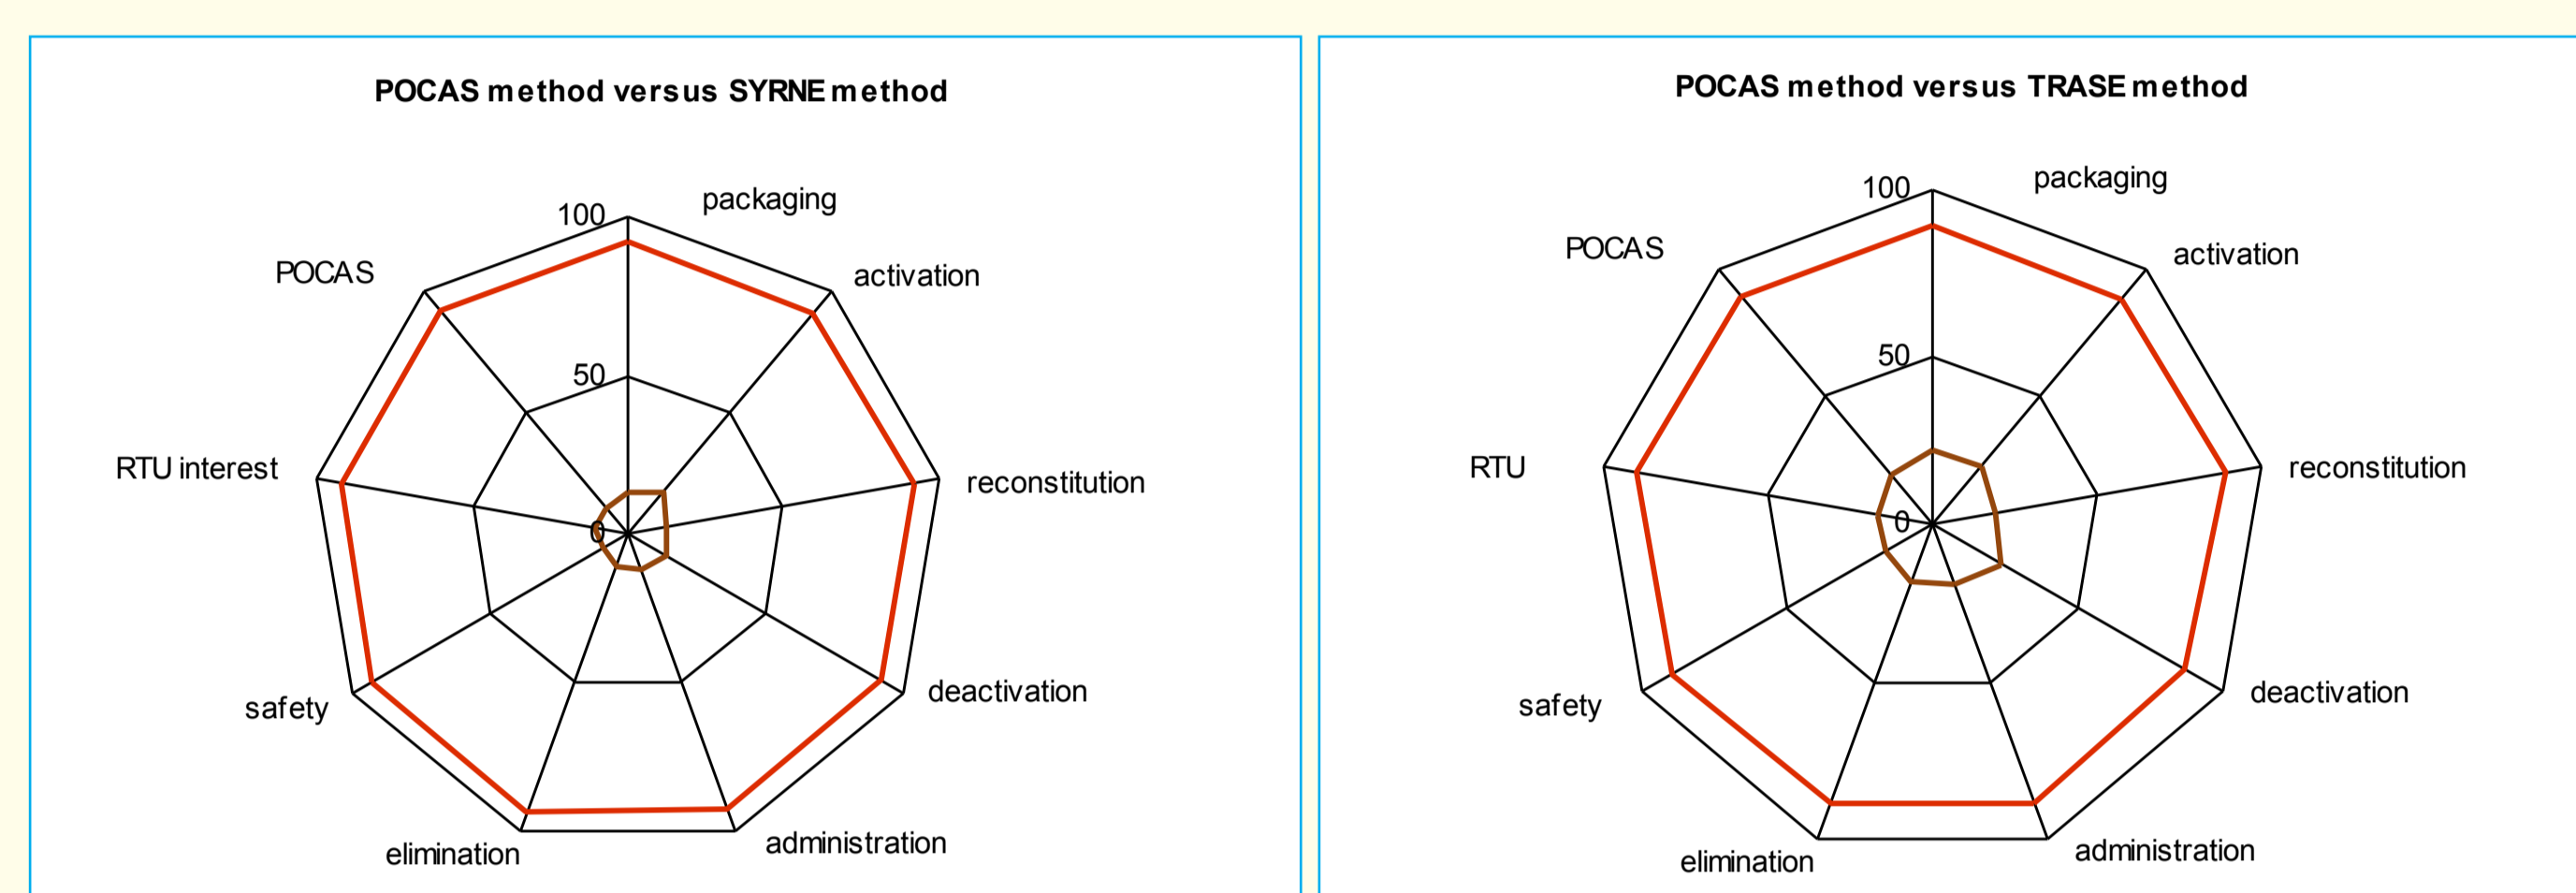 POCAS method versus SYRNE method
100
packaging
POCAS
activation
50
RTU interest
reconstitution
0
safety
deactivation
elimination
administration
POCAS method versus TRASE method
100
packaging
POCAS
activation
50
RTU
reconstitution
0
safety
deactivation
elimination
administration